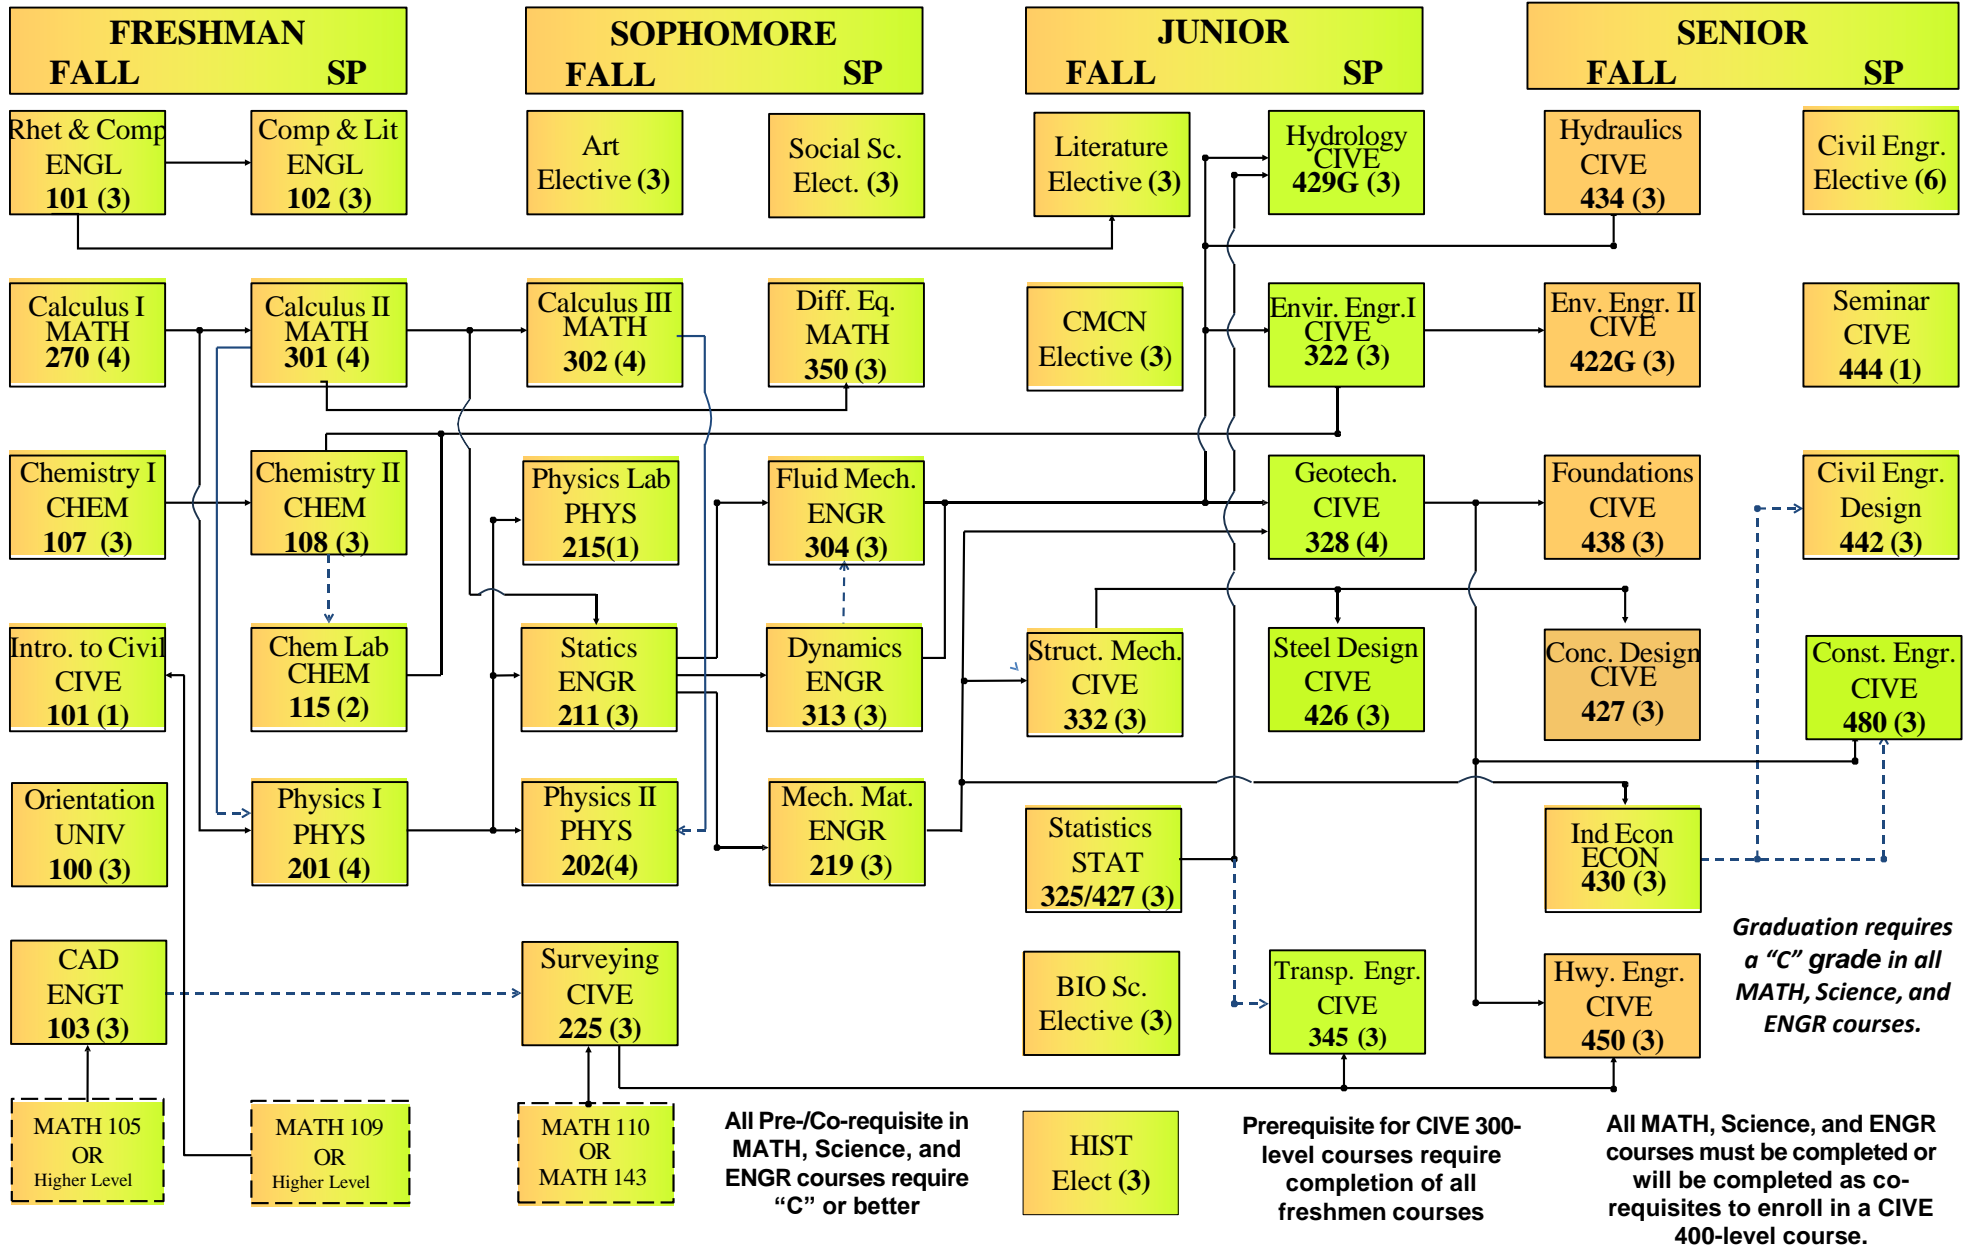 FRESHMAN
FALL SP
SOPHOMORE
FALL SP
JUNIOR
FALL SP
SENIOR
FALL SP
Rhet & Comp
ENGL
101 (3)
Comp & Lit
ENGL
102 (3)
Art
Elective (3)
Social Sc.
Elect. (3)
Literature
Elective (3)
Hydrology
CIVE
429G (3)
Hydraulics
CIVE
434 (3)
Civil Engr.
Elective (6)
Calculus I
MATH
270 (4)
Calculus II
MATH
301 (4)
Calculus III
MATH
302 (4)
Diff. Eq.
MATH
350 (3)
CMCN
Elective (3)
Envir. Engr.I
CIVE
322 (3)
Env. Engr. II
CIVE
422G (3)
Seminar
CIVE
444 (1)
Chemistry I
CHEM
107 (3)
Chemistry II
CHEM
108 (3)
Physics Lab
PHYS
215(1)
Fluid Mech.
ENGR
304 (3)
Geotech.
CIVE
328 (4)
Foundations
CIVE
438 (3)
Civil Engr.
Design
442 (3)
Intro. to Civil
CIVE
101 (1)
Chem Lab
CHEM
115 (2)
Statics
ENGR
211 (3)
Dynamics
ENGR
313 (3)
Struct. Mech.
CIVE
332 (3)
Steel Design
CIVE
426 (3)
Conc. Design
CIVE
427 (3)
Const. Engr.
CIVE
480 (3)
Orientation
UNIV
100 (3)
Physics I
PHYS
201 (4)
Physics II
PHYS
202(4)
Mech. Mat.
ENGR
219 (3)
Statistics
STAT
325/427 (3)
Ind Econ
ECON
430 (3)
Graduation requires
a “C” grade in all
MATH, Science, and
ENGR courses.
CAD
ENGT
103 (3)
Surveying
CIVE
225 (3)
BIO Sc.
Elective (3)
Transp. Engr.
CIVE
345 (3)
Hwy. Engr.
CIVE
450 (3)
MATH 105
OR
Higher Level
MATH 109
OR
Higher Level
MATH 110
OR
MATH 143
All Pre-/Co-requisite in
MATH, Science, and
ENGR courses require
“C” or better
HIST
Elect (3)
Prerequisite for CIVE 300-
level courses require
completion of all
freshmen courses
All MATH, Science, and ENGR
courses must be completed or
will be completed as co-
requisites to enroll in a CIVE
400-level course.